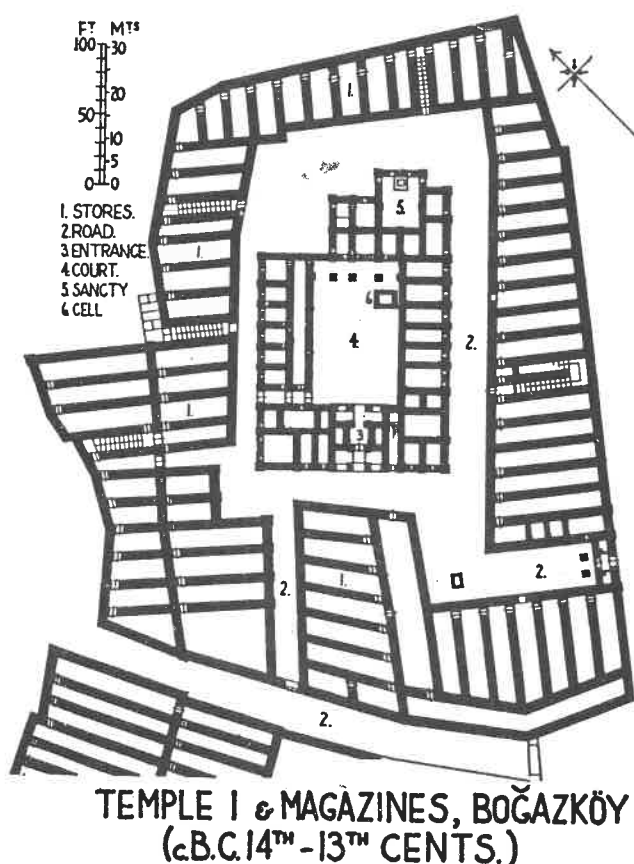 FT MTS
100 30
20
50
10
5
0 0
1. STORES.
2. ROAD.
3 ENTRANCE.
4 COURT.
5 SANCTY
6 CELL
1.
5.
1.
6
4.
2.
1.
3
2.
1.
2.
2.
TEMPLE I & MAGAZINES, BOĞAZKÖY
(c.B.C. 14TH - 13TH CENTS.)